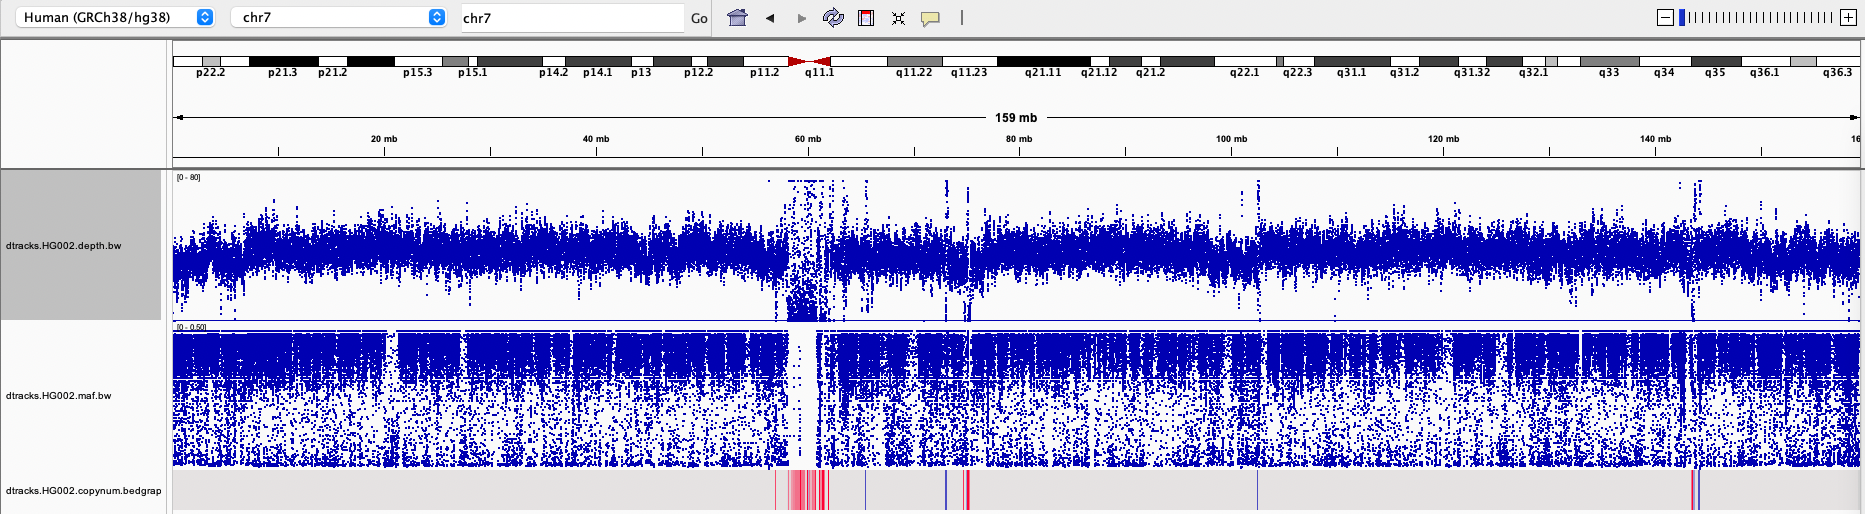 Human (GRCh38/hg38) chr7 chr7 Go
p22.2 p21.3 p21.2 p15.3 p15.1 p14.2 p14.1 p13 p12.2 p11.2 q11.1 q11.22 q11.23 q21.11 q21.12 q21.2 q22.1 q22.3 q31.1 q31.2 q31.32 q32.1 q33 q34 q35 q36.1 q36.3
159 mb
20 mb 40 mb 60 mb 80 mb 100 mb 120 mb 140 mb 16
[0 - 80]
dtracks.HG002.depth.bw
[0 - 0.50]
dtracks.HG002.maf.bw
dtracks.HG002.copynum.bedgrap